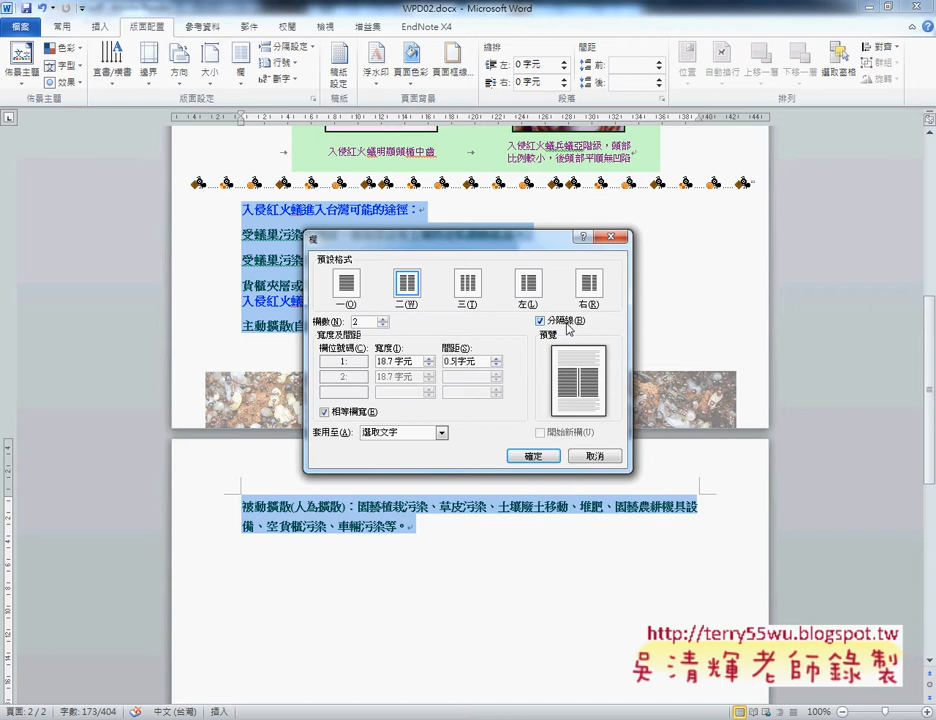 WPD02.docx - Microsoft Word
檔案 常用 插入 版面配置 參考資料 郵件 校閱 檢視 增益集 EndNote X4
色彩 字型 效果 佈景主題
直書/橫書 邊界 方向 大小 欄
分隔設定 行號 斷字
稿紙設定
浮水印 頁面色彩 頁面框線...
縮排 間距
左: 0 字元 前:
右: 0 字元 後:
位置 自動換行 上移一層 下移一層 選取窗格
對齊 群組 旋轉
佈景主題 版面設定 稿紙 頁面背景 段落 排列
入侵紅火蟻明顯頭楯中齒
入侵紅火蟻兵蟻亞階級，頭部
比例較小，後頭部平順無凹陷
入侵紅火蟻進入台灣可能的途徑：
受蟻巢污染
受蟻巢污染
貨櫃夾層或
入侵紅火蟻
主動擴散(自
欄
預設格式
一(O) 二(W) 三(T) 左(L) 右(R)
欄數(N): 2
分隔線(B)
寬度及間距
預覽
欄位號碼(C): 寬度(I): 間距(S):
1: 18.7 字元 0.5字元
2: 18.7 字元
相等欄寬(E)
套用至(A): 選取文字
開始新欄(U)
確定 取消
被動擴散(人為擴散)：園藝植栽污染、草皮污染、土壤廢土移動、堆肥、園藝農耕機具設
備、空貨櫃污染、車輛污染等。
http://terry55wu.blogspot.tw
吳清輝老師錄製
頁面: 2 / 2 字數: 173/404 中文 (台灣) 插入 100%